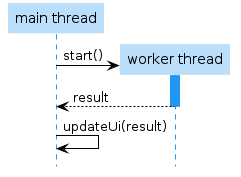 main thread
start()
worker thread
result
updateUi(result)